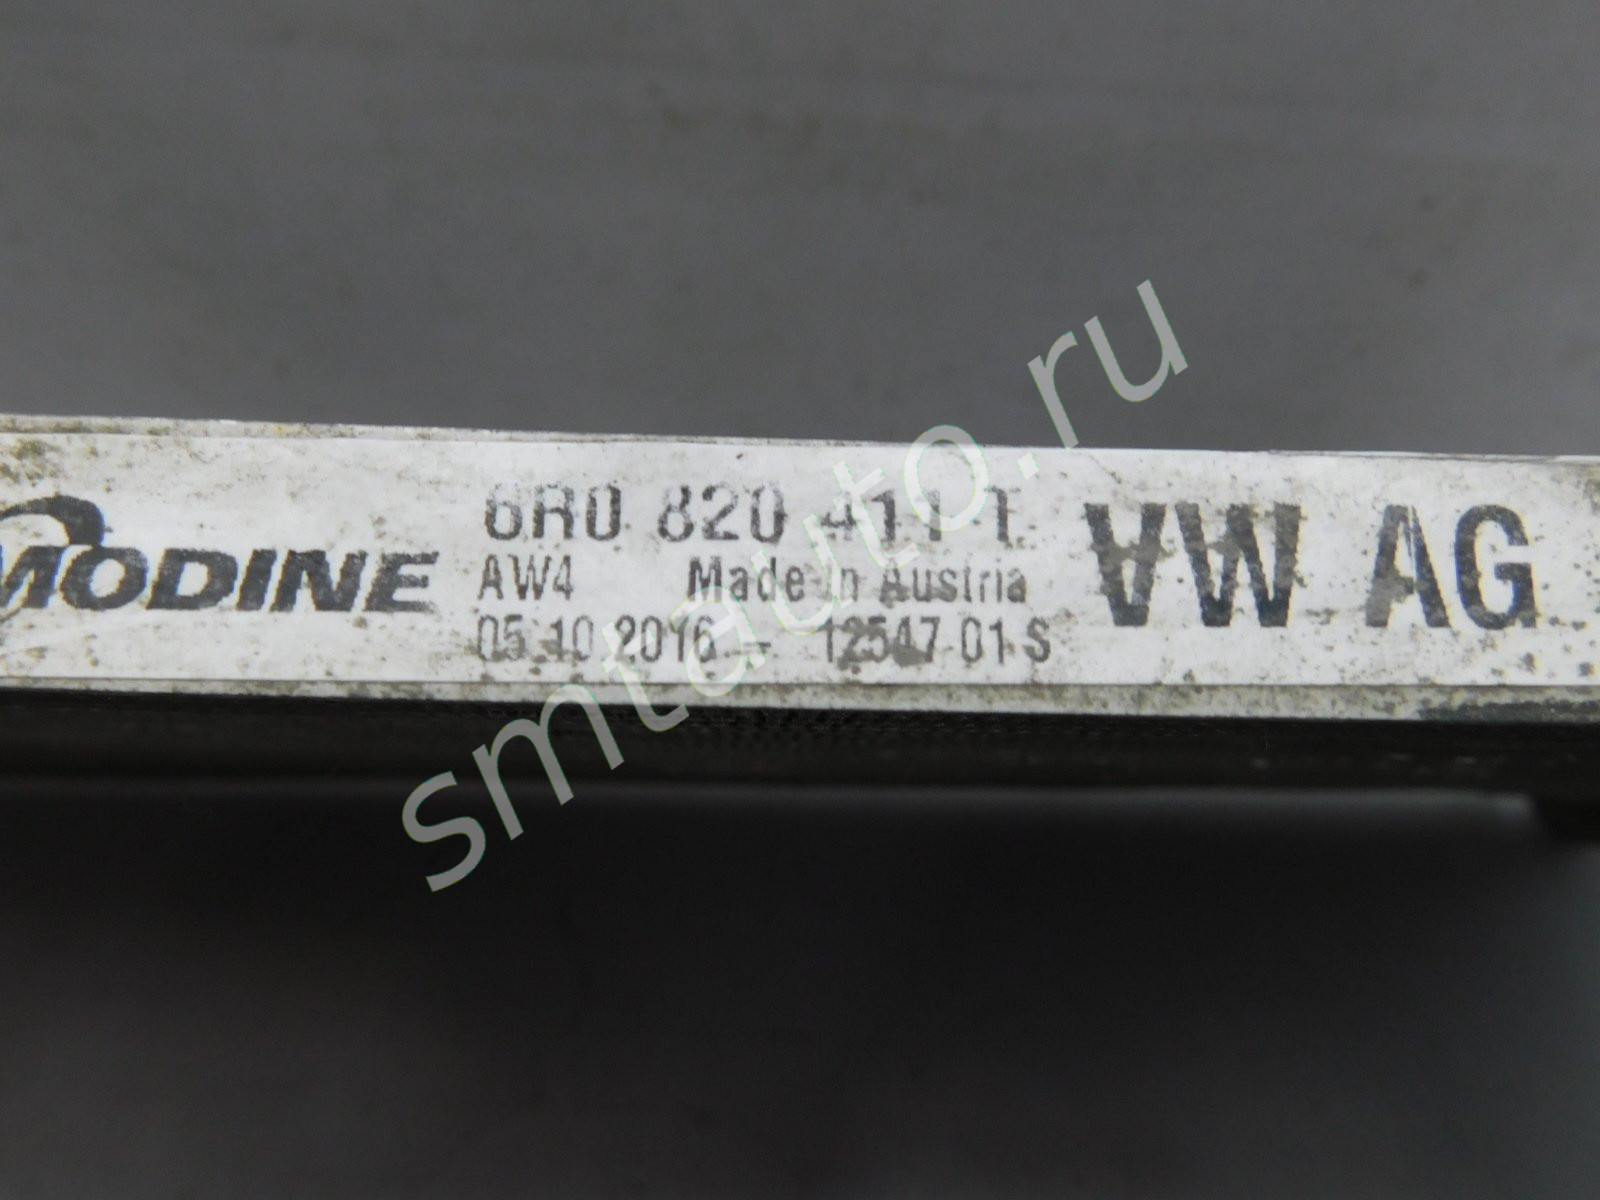 MODINE
6R0 820 411 T
VW AG
AW4 Made in Austria
05.10.2016 – 12547 01 S
smtauto.ru